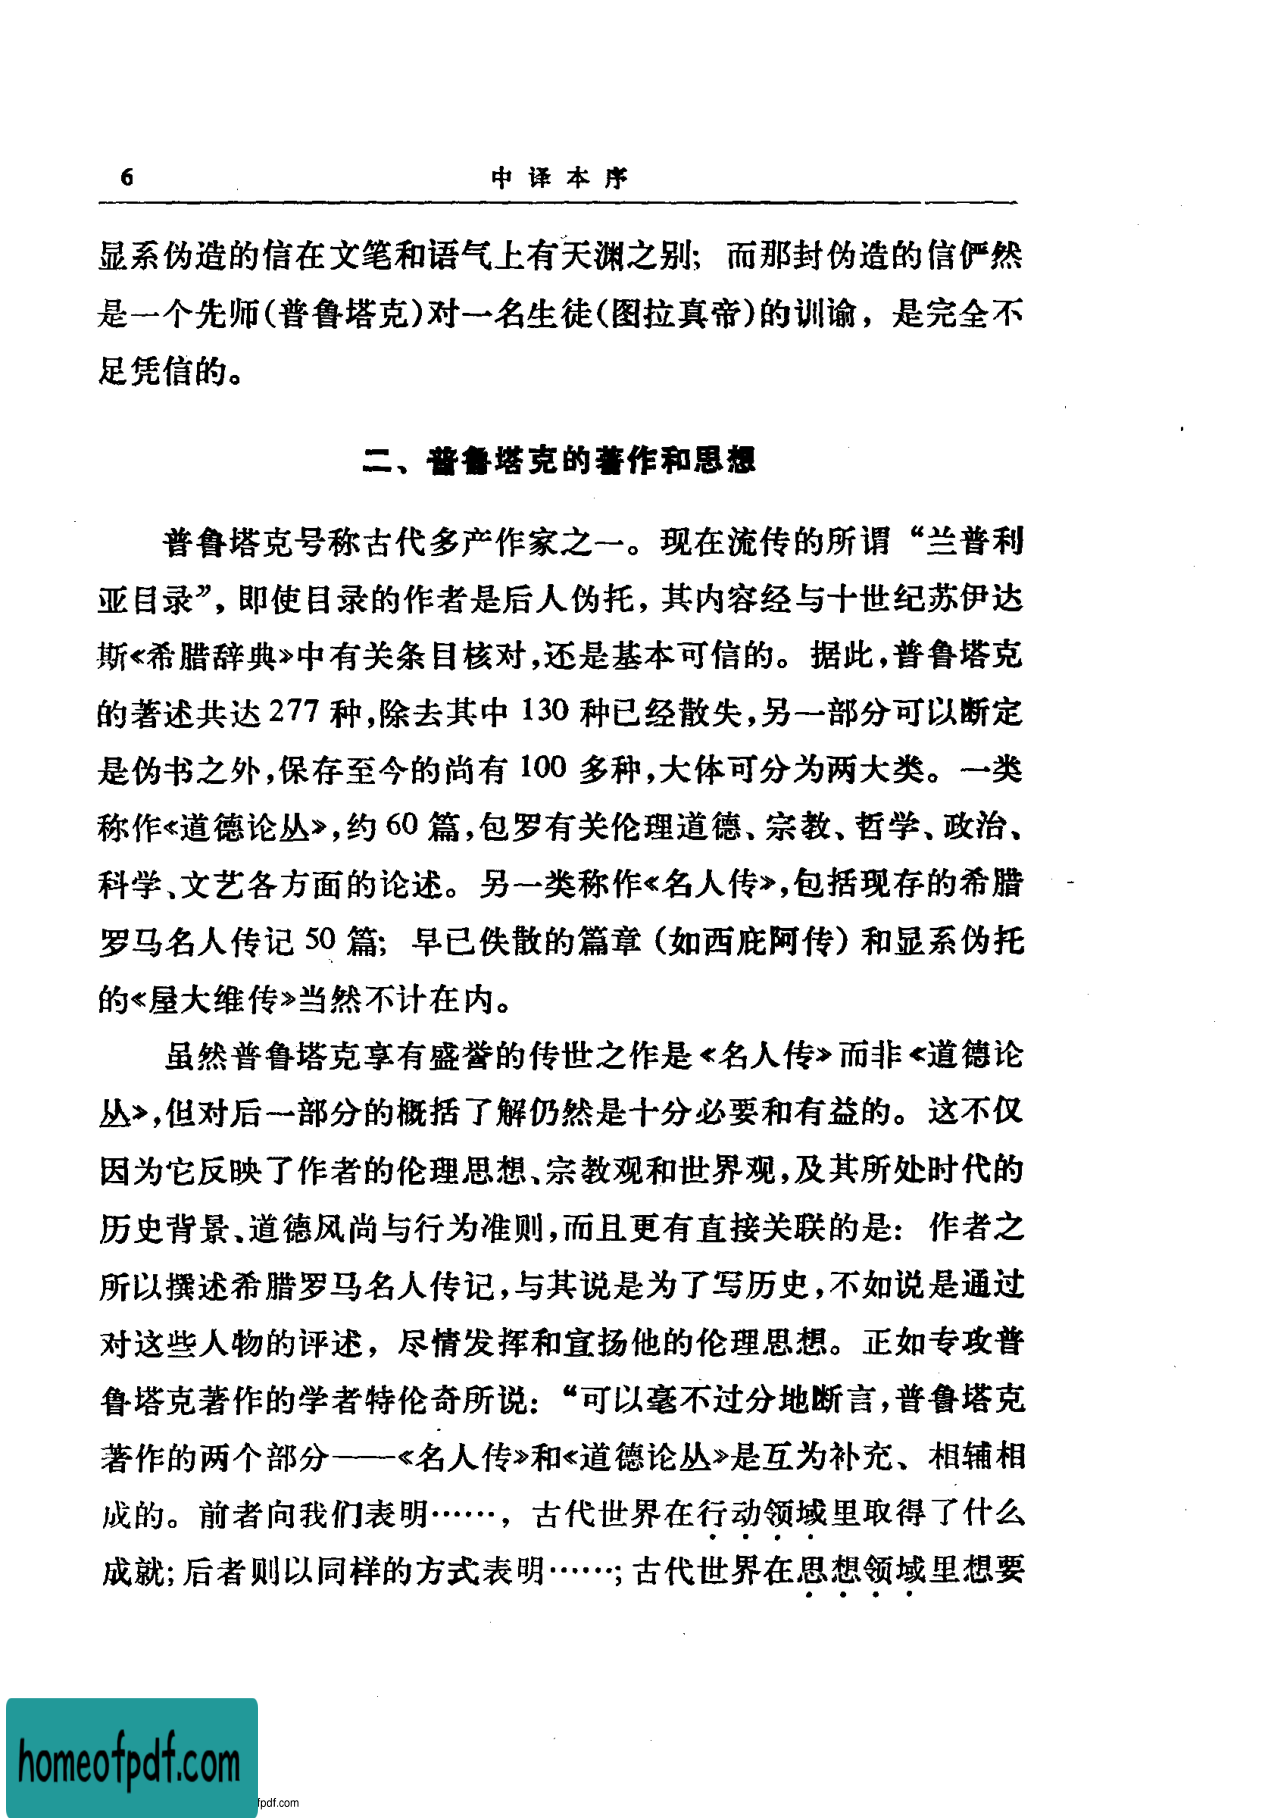 6 中译本序
显系伪造的信在文笔和语气上有天渊之别；而那封伪造的信俨然
是一个先师(普鲁塔克)对一名生徒(图拉真帝)的训谕，是完全不
足凭信的。
二、普鲁塔克的著作和思想
普鲁塔克号称古代多产作家之一。现在流传的所谓“兰普利
亚目录”，即使目录的作者是后人伪托，其内容经与十世纪苏伊达
斯《希腊辞典》中有关条目核对，还是基本可信的。据此，普鲁塔克
的著述共达277种，除去其中130种已经散失，另一部分可以断定
是伪书之外，保存至今的尚有100多种，大体可分为两大类。一类
称作《道德论丛》，约60篇，包罗有关伦理道德、宗教、哲学、政治、
科学、文艺各方面的论述。另一类称作《名人传》，包括现存的希腊
罗马名人传记50篇；早已佚散的篇章（如西庇阿传）和显系伪托
的《屋大维传》当然不计在内。
虽然普鲁塔克享有盛誉的传世之作是《名人传》而非《道德论
丛》，但对后一部分的概括了解仍然是十分必要和有益的。这不仅
因为它反映了作者的伦理思想、宗教观和世界观，及其所处时代的
历史背景、道德风尚与行为准则，而且更有直接关联的是：作者之
所以撰述希腊罗马名人传记，与其说是为了写历史，不如说是通过
对这些人物的评述，尽情发挥和宣扬他的伦理思想。正如专攻普
鲁塔克著作的学者特伦奇所说：“可以毫不过分地断言，普鲁塔克
著作的两个部分——《名人传》和《道德论丛》是互为补充、相辅相
成的。前者向我们表明……，古代世界在行动领域里取得了什么
成就；后者则以同样的方式表明……；古代世界在思想领域里想要
homeofpdf.com
fpdf.com